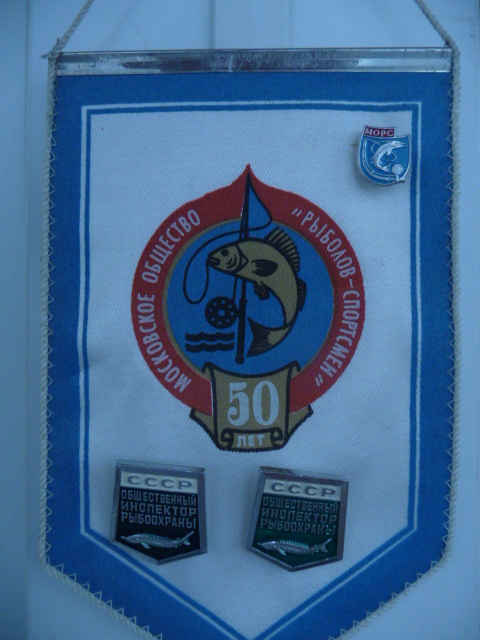 МОРС
МОСКОВСКОЕ ОБЩЕСТВО
"РЫБОЛОВ-СПОРТСМЕН"
50
ЛЕТ
СССР
ОБЩЕСТВЕННЫЙ
ИНСПЕКТОР
РЫБООХРАНЫ
СССР
ОБЩЕСТВЕННЫЙ
ИНСПЕКТОР
РЫБООХРАНЫ